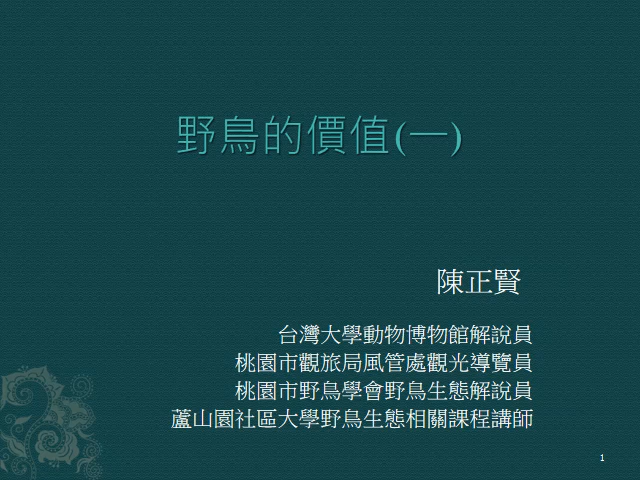 野鳥的價值(一)
陳正賢
台灣大學動物博物館解說員
桃園市觀旅局風管處觀光導覽員
桃園市野鳥學會野鳥生態解說員
蘆山園社區大學野鳥生態相關課程講師
1